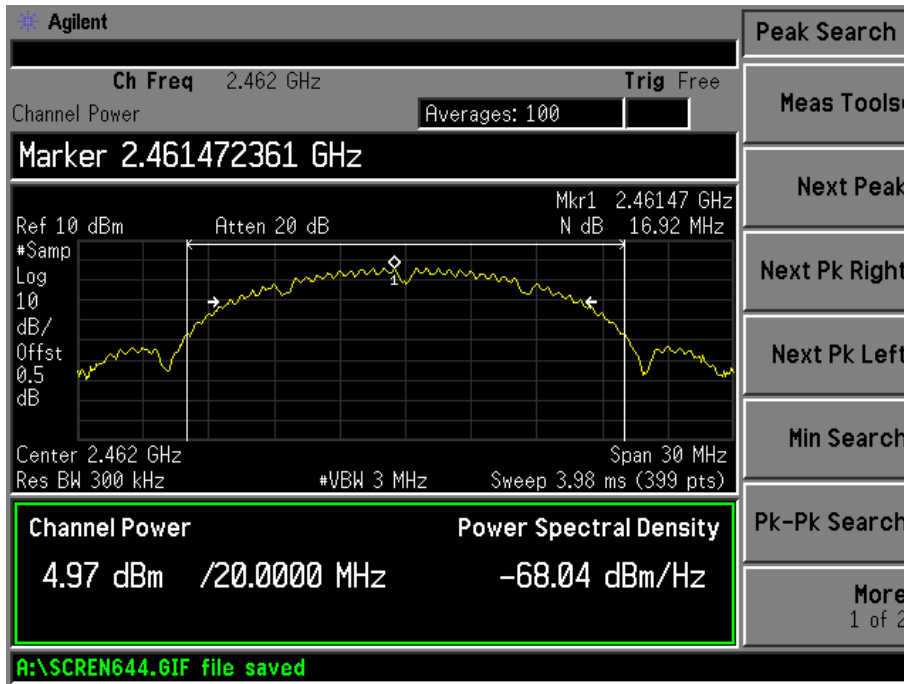 Agilent
Peak Search
Ch Freq 2.462 GHz Trig Free
Channel Power Averages: 100
Meas Tools
Marker 2.461472361 GHz
Next Peak
Mkr1 2.46147 GHz
Ref 10 dBm Atten 20 dB N dB 16.92 MHz
#Samp
Log
10
dB/
Offst
0.5
dB
1
Next Pk Right
Next Pk Left
Min Search
Center 2.462 GHz Span 30 MHz
Res BW 300 kHz #VBW 3 MHz Sweep 3.98 ms (399 pts)
Pk-Pk Search
Channel Power Power Spectral Density
4.97 dBm /20.0000 MHz -68.04 dBm/Hz
More
1 of 2
A:\SCREN644.GIF file saved